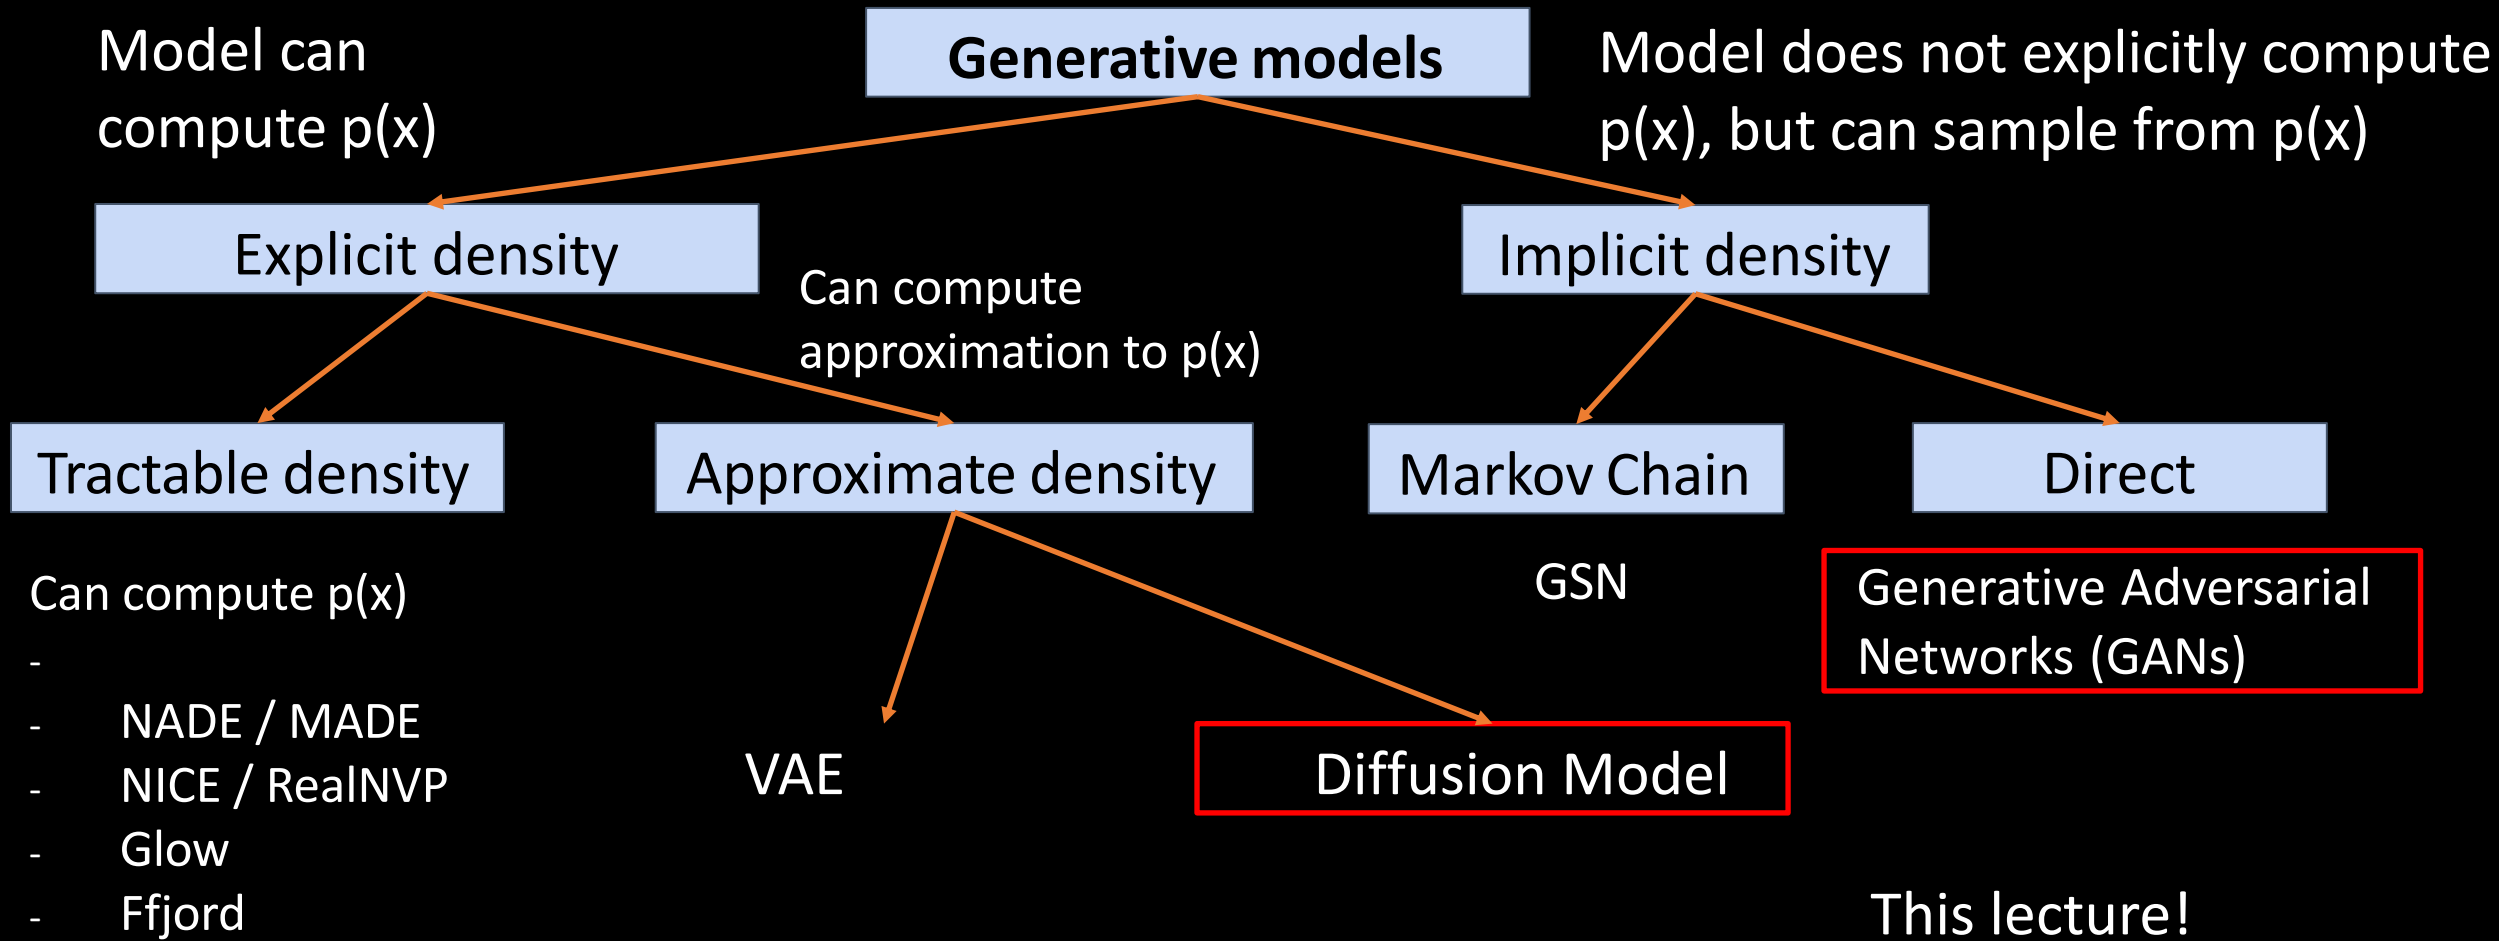 Generative models
Model can
compute p(x)
Model does not explicitly compute
p(x), but can sample from p(x)
Explicit density
Implicit density
Can compute
approximation to p(x)
Tractable density
Approximate density
Markov Chain
Direct
Can compute p(x)
-
- NADE / MADE
- NICE / RealNVP
- Glow
- Ffjord
VAE
Diffusion Model
GSN
Generative Adversarial
Networks (GANs)
This lecture!